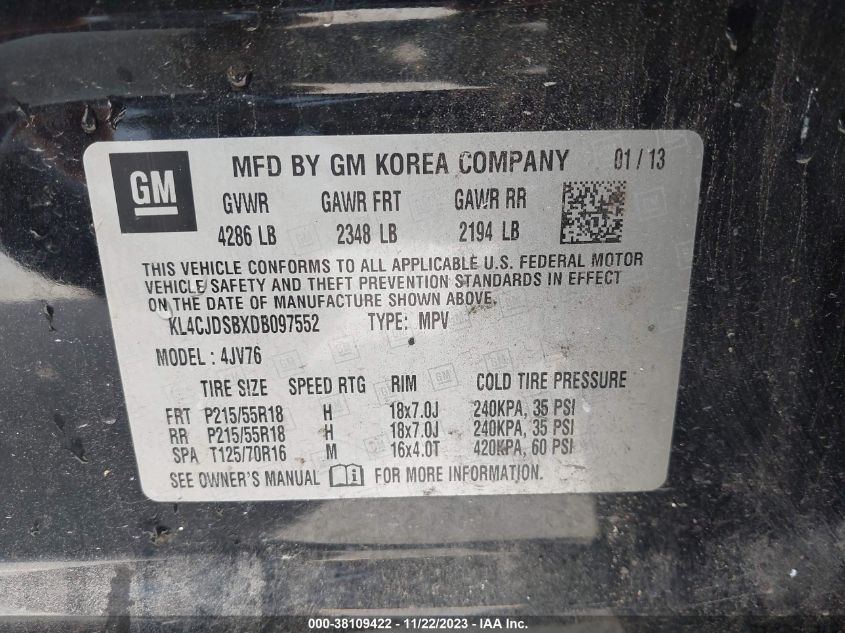 GM MFD BY GM KOREA COMPANY 01/13
GVWR GAWR FRT GAWR RR
4286 LB 2348 LB 2194 LB
THIS VEHICLE CONFORMS TO ALL APPLICABLE U.S. FEDERAL MOTOR
VEHICLE SAFETY AND THEFT PREVENTION STANDARDS IN EFFECT
ON THE DATE OF MANUFACTURE SHOWN ABOVE.
KL4CJDSBXDB097552 TYPE: MPV
MODEL: 4JV76
TIRE SIZE SPEED RTG RIM COLD TIRE PRESSURE
FRT P215/55R18 H 18x7.0J 240KPA, 35 PSI
RR P215/55R18 H 18x7.0J 240KPA, 35 PSI
SPA T125/70R16 M 16x4.0T 420KPA, 60 PSI
SEE OWNER'S MANUAL i FOR MORE INFORMATION.
000-38109422 - 11/22/2023 - IAAI.com